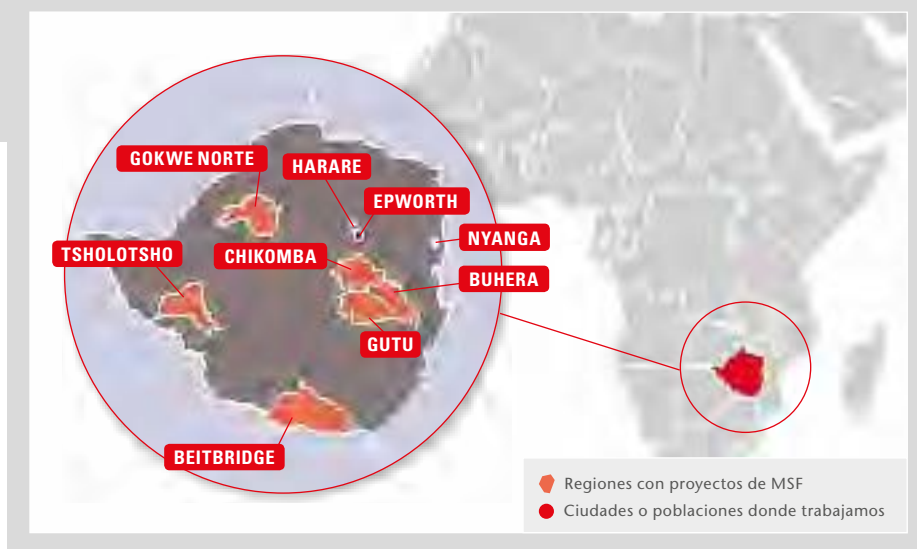 GOKWE NORTE
HARARE
EPWORTH
NYANGA
TSHOLOTSHO
CHIKOMBA
BUHERA
GUTU
BEITBRIDGE
Regiones con proyectos de MSF
Ciudades o poblaciones donde trabajamos